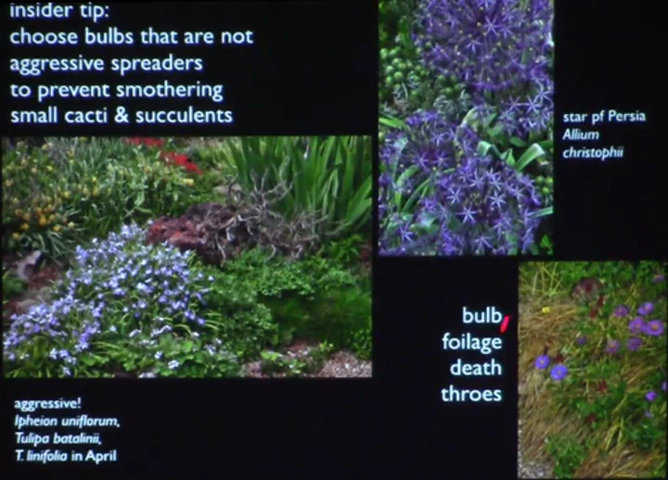 insider tip:
choose bulbs that are not
aggressive spreaders
to prevent smothering
small cacti & succulents
star pf Persia
Allium
christophii
bulb
foilage
death
throes
aggressive!
Ipheion uniflorum,
Tulipa batalinii,
T. linifolia in April